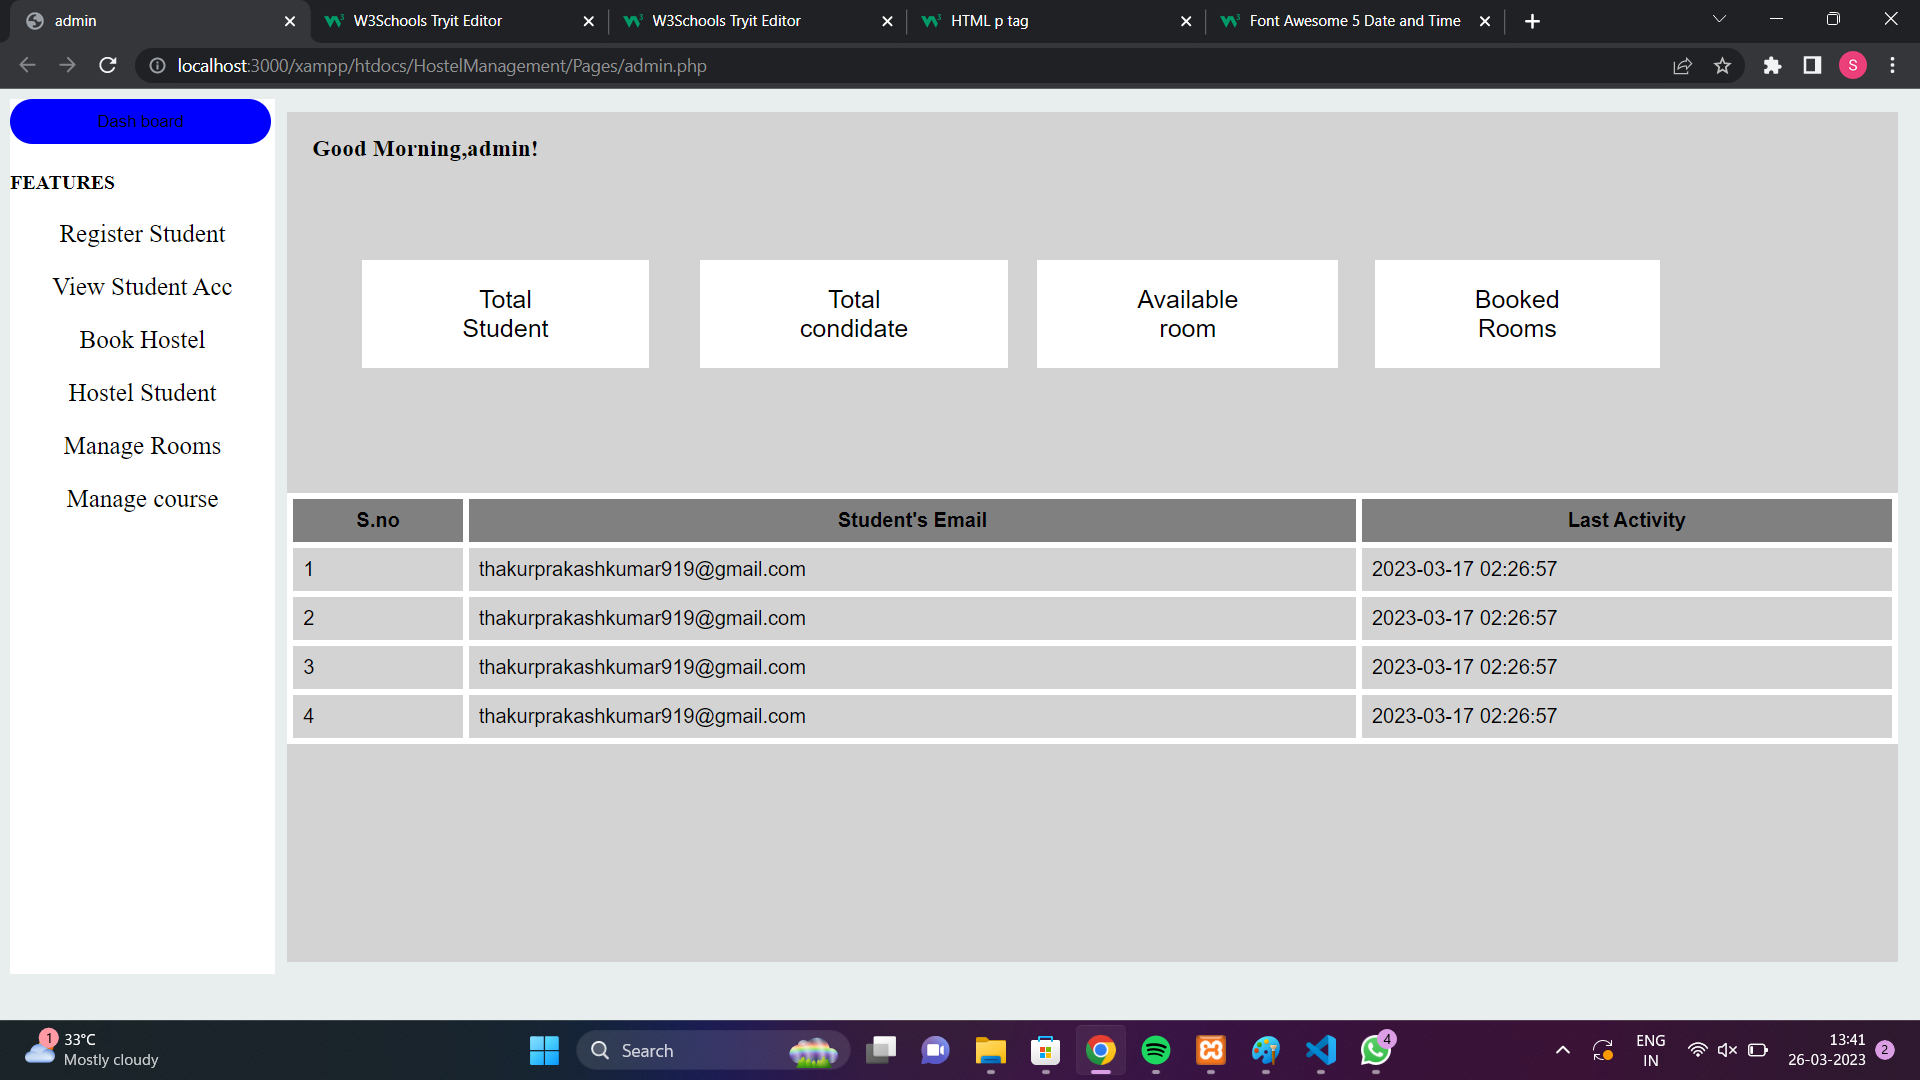 admin
W3Schools Tryit Editor
W3Schools Tryit Editor
HTML p tag
Font Awesome 5 Date and Time
localhost:3000/xampp/htdocs/HostelManagement/Pages/admin.php
S
Dash board
FEATURES
Register Student
View Student Acc
Book Hostel
Hostel Student
Manage Rooms
Manage course
Good Morning,admin!
Total
Student
Total
condidate
Available
room
Booked
Rooms
S.no Student's Email Last Activity
1 thakurprakashkumar919@gmail.com 2023-03-17 02:26:57
2 thakurprakashkumar919@gmail.com 2023-03-17 02:26:57
3 thakurprakashkumar919@gmail.com 2023-03-17 02:26:57
4 thakurprakashkumar919@gmail.com 2023-03-17 02:26:57
1
33°C
Mostly cloudy
Search
4
ENG
IN
13:41
26-03-2023
2